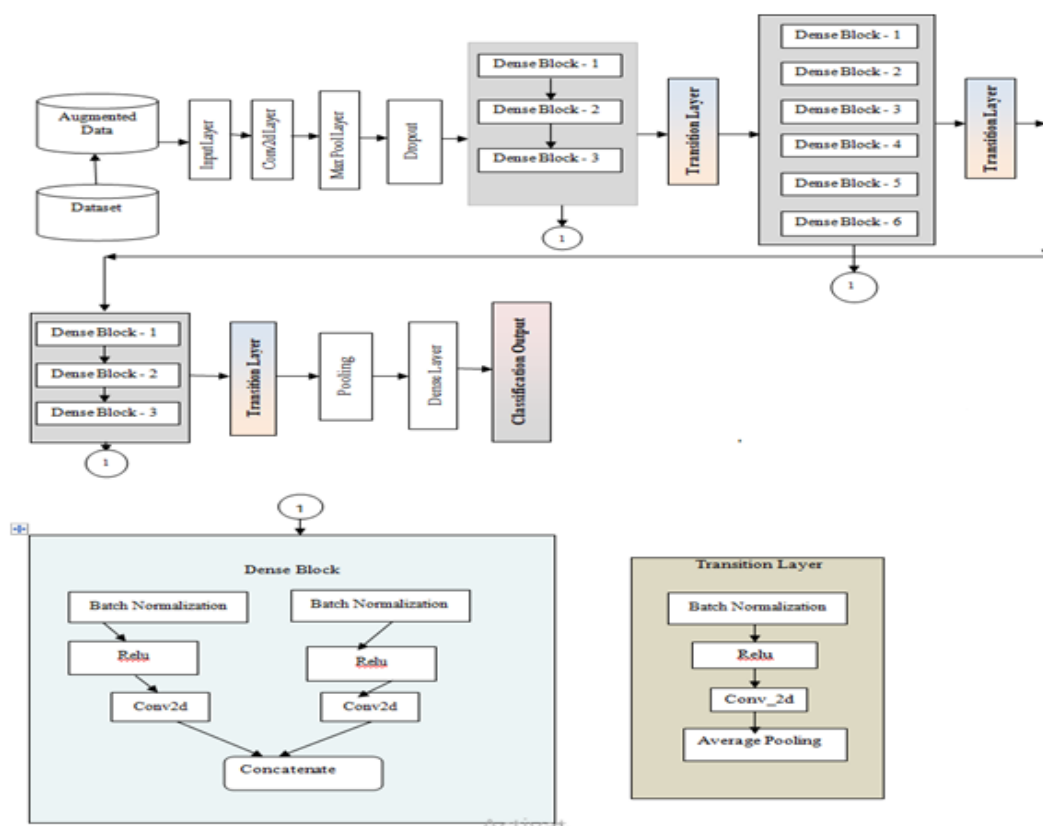 Augmented
Data
Dataset
Input Layer
Conv2d Layer
Max Pool Layer
Dropout
Dense Block - 1
Dense Block - 2
Dense Block - 3
1
Transition Layer
Dense Block - 1
Dense Block - 2
Dense Block - 3
Dense Block - 4
Dense Block - 5
Dense Block - 6
1
Transition Layer
Dense Block - 1
Dense Block - 2
Dense Block - 3
1
Transition Layer
Pooling
Dense Layer
Classification Output
1
Dense Block
Batch Normalization
Relu
Conv2d
Batch Normalization
Relu
Conv2d
Concatenate
Transition Layer
Batch Normalization
Relu
Conv_2d
Average Pooling